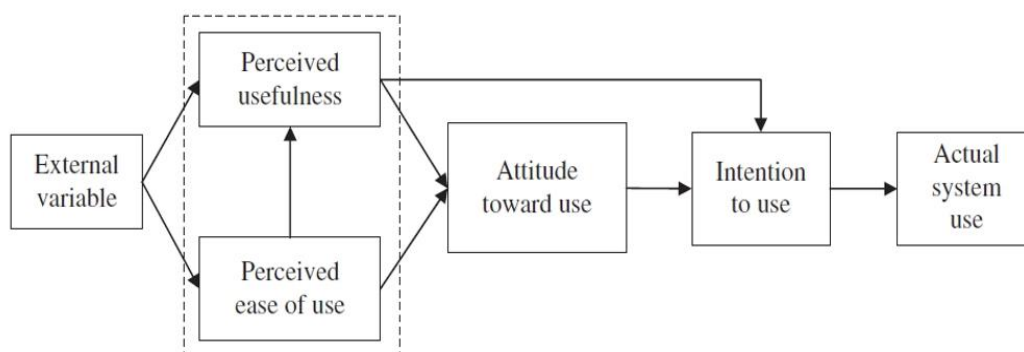 External
variable
Perceived
usefulness
Perceived
ease of use
Attitude
toward use
Intention
to use
Actual
system
use